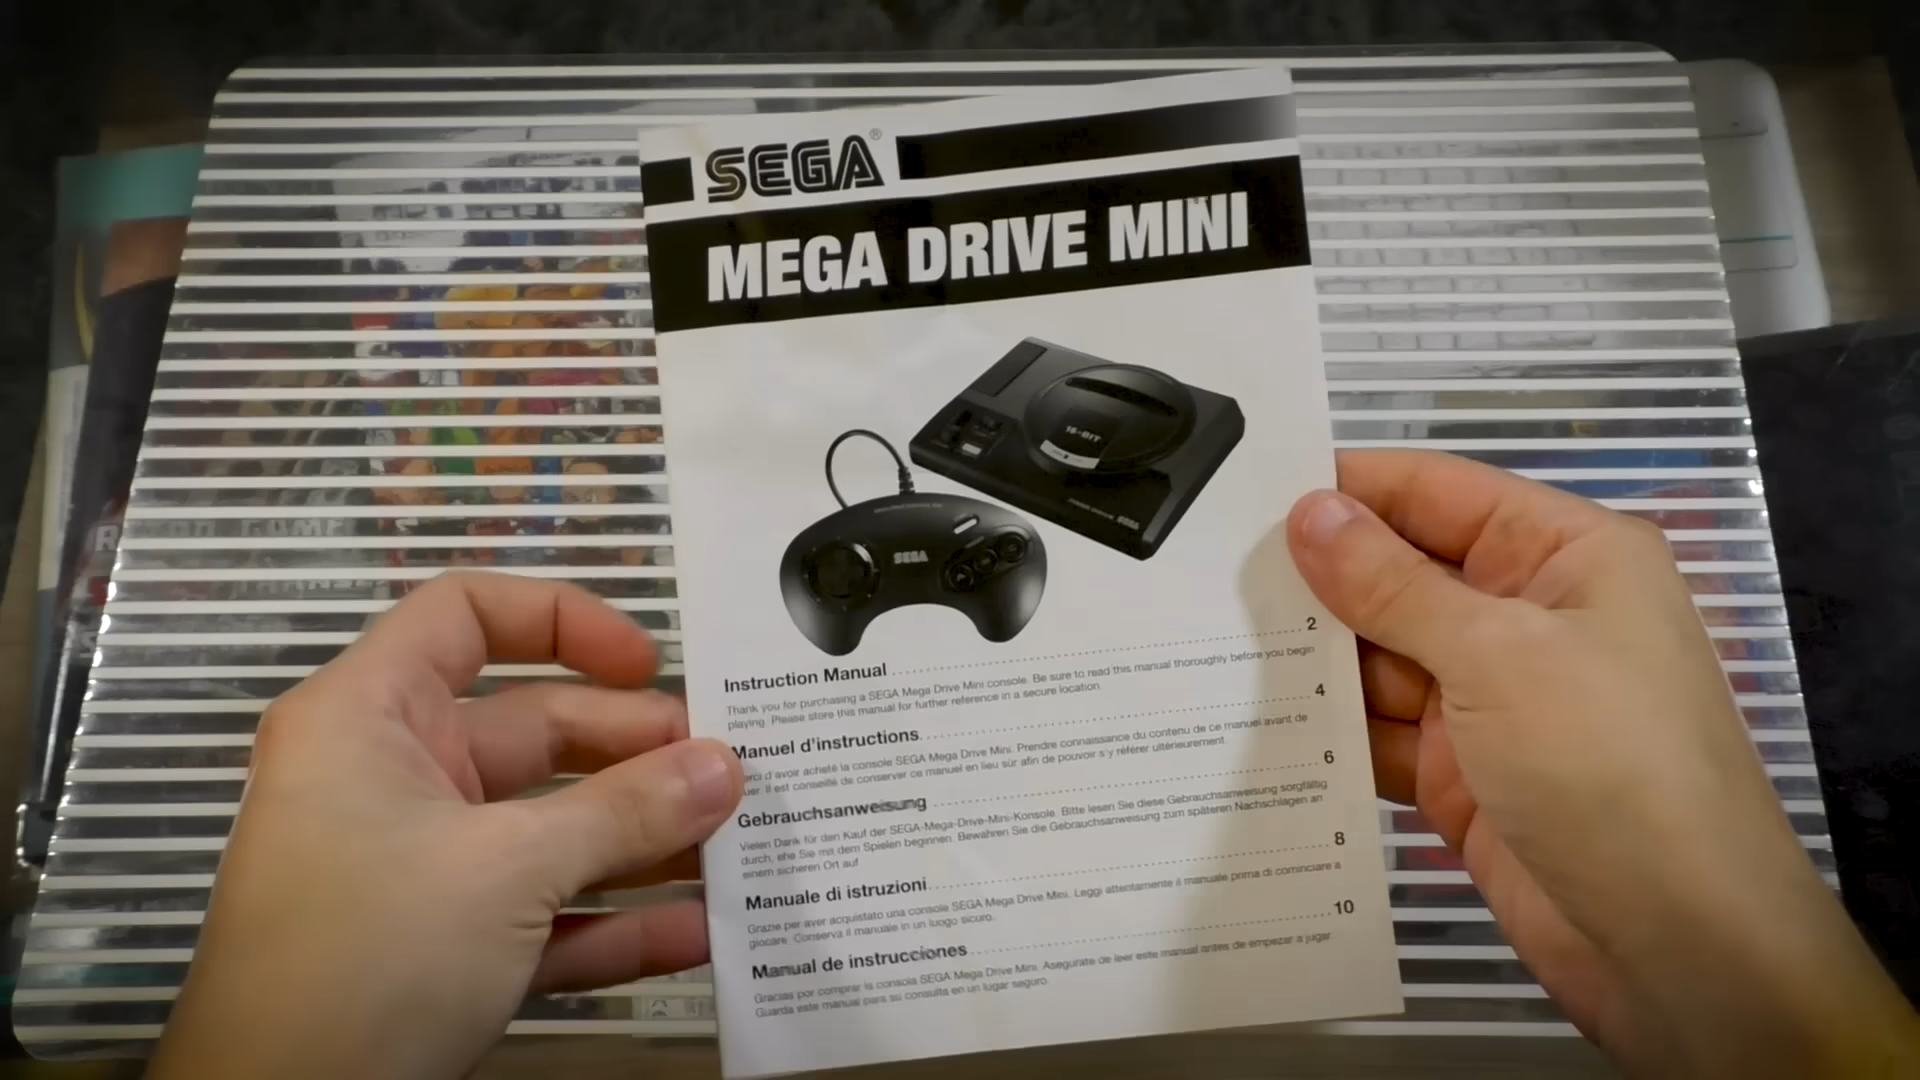 SEGA®
MEGA DRIVE MINI
16-BIT
SEGA
SEGA
Instruction Manual 2
Thank you for purchasing a SEGA Mega Drive Mini console. Be sure to read this manual thoroughly before you begin
playing. Please store this manual for further reference in a secure location.
Manuel d'instructions 4
erci d'avoir acheté la console SEGA Mega Drive Mini. Prendre connaissance du contenu de ce manuel avant de
uer. Il est conseillé de conserver ce manuel en lieu sûr afin de pouvoir s'y référer ultérieurement.
Gebrauchsanweisung 6
Vielen Dank für den Kauf der SEGA-Mega-Drive-Mini-Konsole. Bitte lesen Sie diese Gebrauchsanweisung sorgfältig
durch, ehe Sie mit dem Spielen beginnen. Bewahren Sie die Gebrauchsanweisung zum späteren Nachschlagen an
einem sicheren Ort auf
Manuale di istruzioni 8
Grazie per aver acquistato una console SEGA Mega Drive Mini. Leggi attentamente il manuale prima di cominciare a
giocare. Conserva il manuale in un luogo sicuro.
Manual de instrucciones 10
Gracias por comprar la consola SEGA Mega Drive Mini. Asegúrate de leer este manual antes de empezar a jugar.
Guarda este manual para su consulta en un lugar seguro